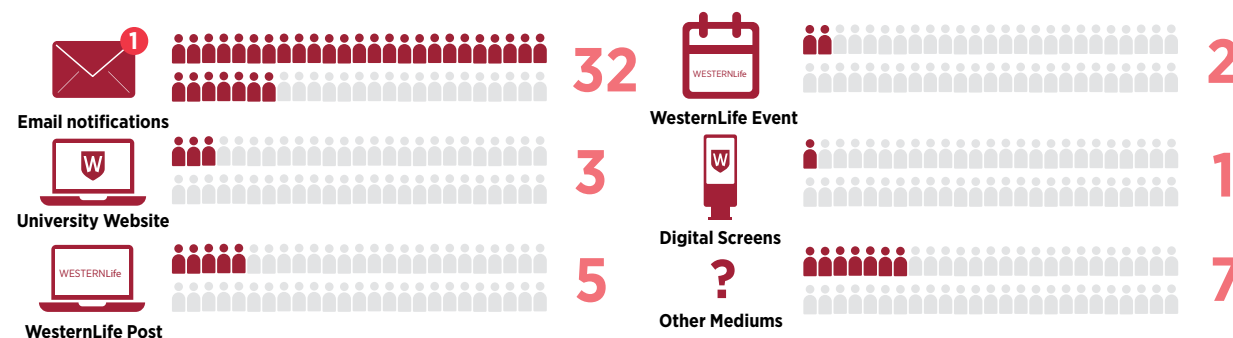 1
32
Email notifications
W
3
University Website
WESTERNLife
5
WesternLife Post
WESTERNLife
2
WesternLife Event
W
1
Digital Screens
?
7
Other Mediums